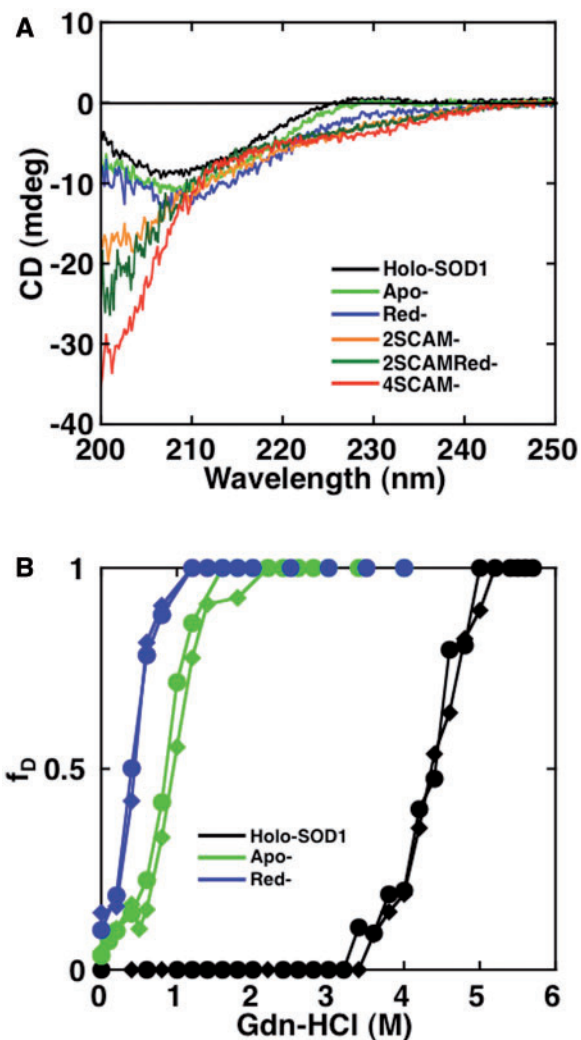 A
CD (mdeg)
10
0
-10
-20
-30
-40
Holo-SOD1
Apo-
Red-
2SCAM-
2SCAMRed-
4SCAM-
200 210 220 230 240 250
Wavelength (nm)
B
f_D
1
0.5
0
Holo-SOD1
Apo-
Red-
0 1 2 3 4 5 6
Gdn-HCl (M)